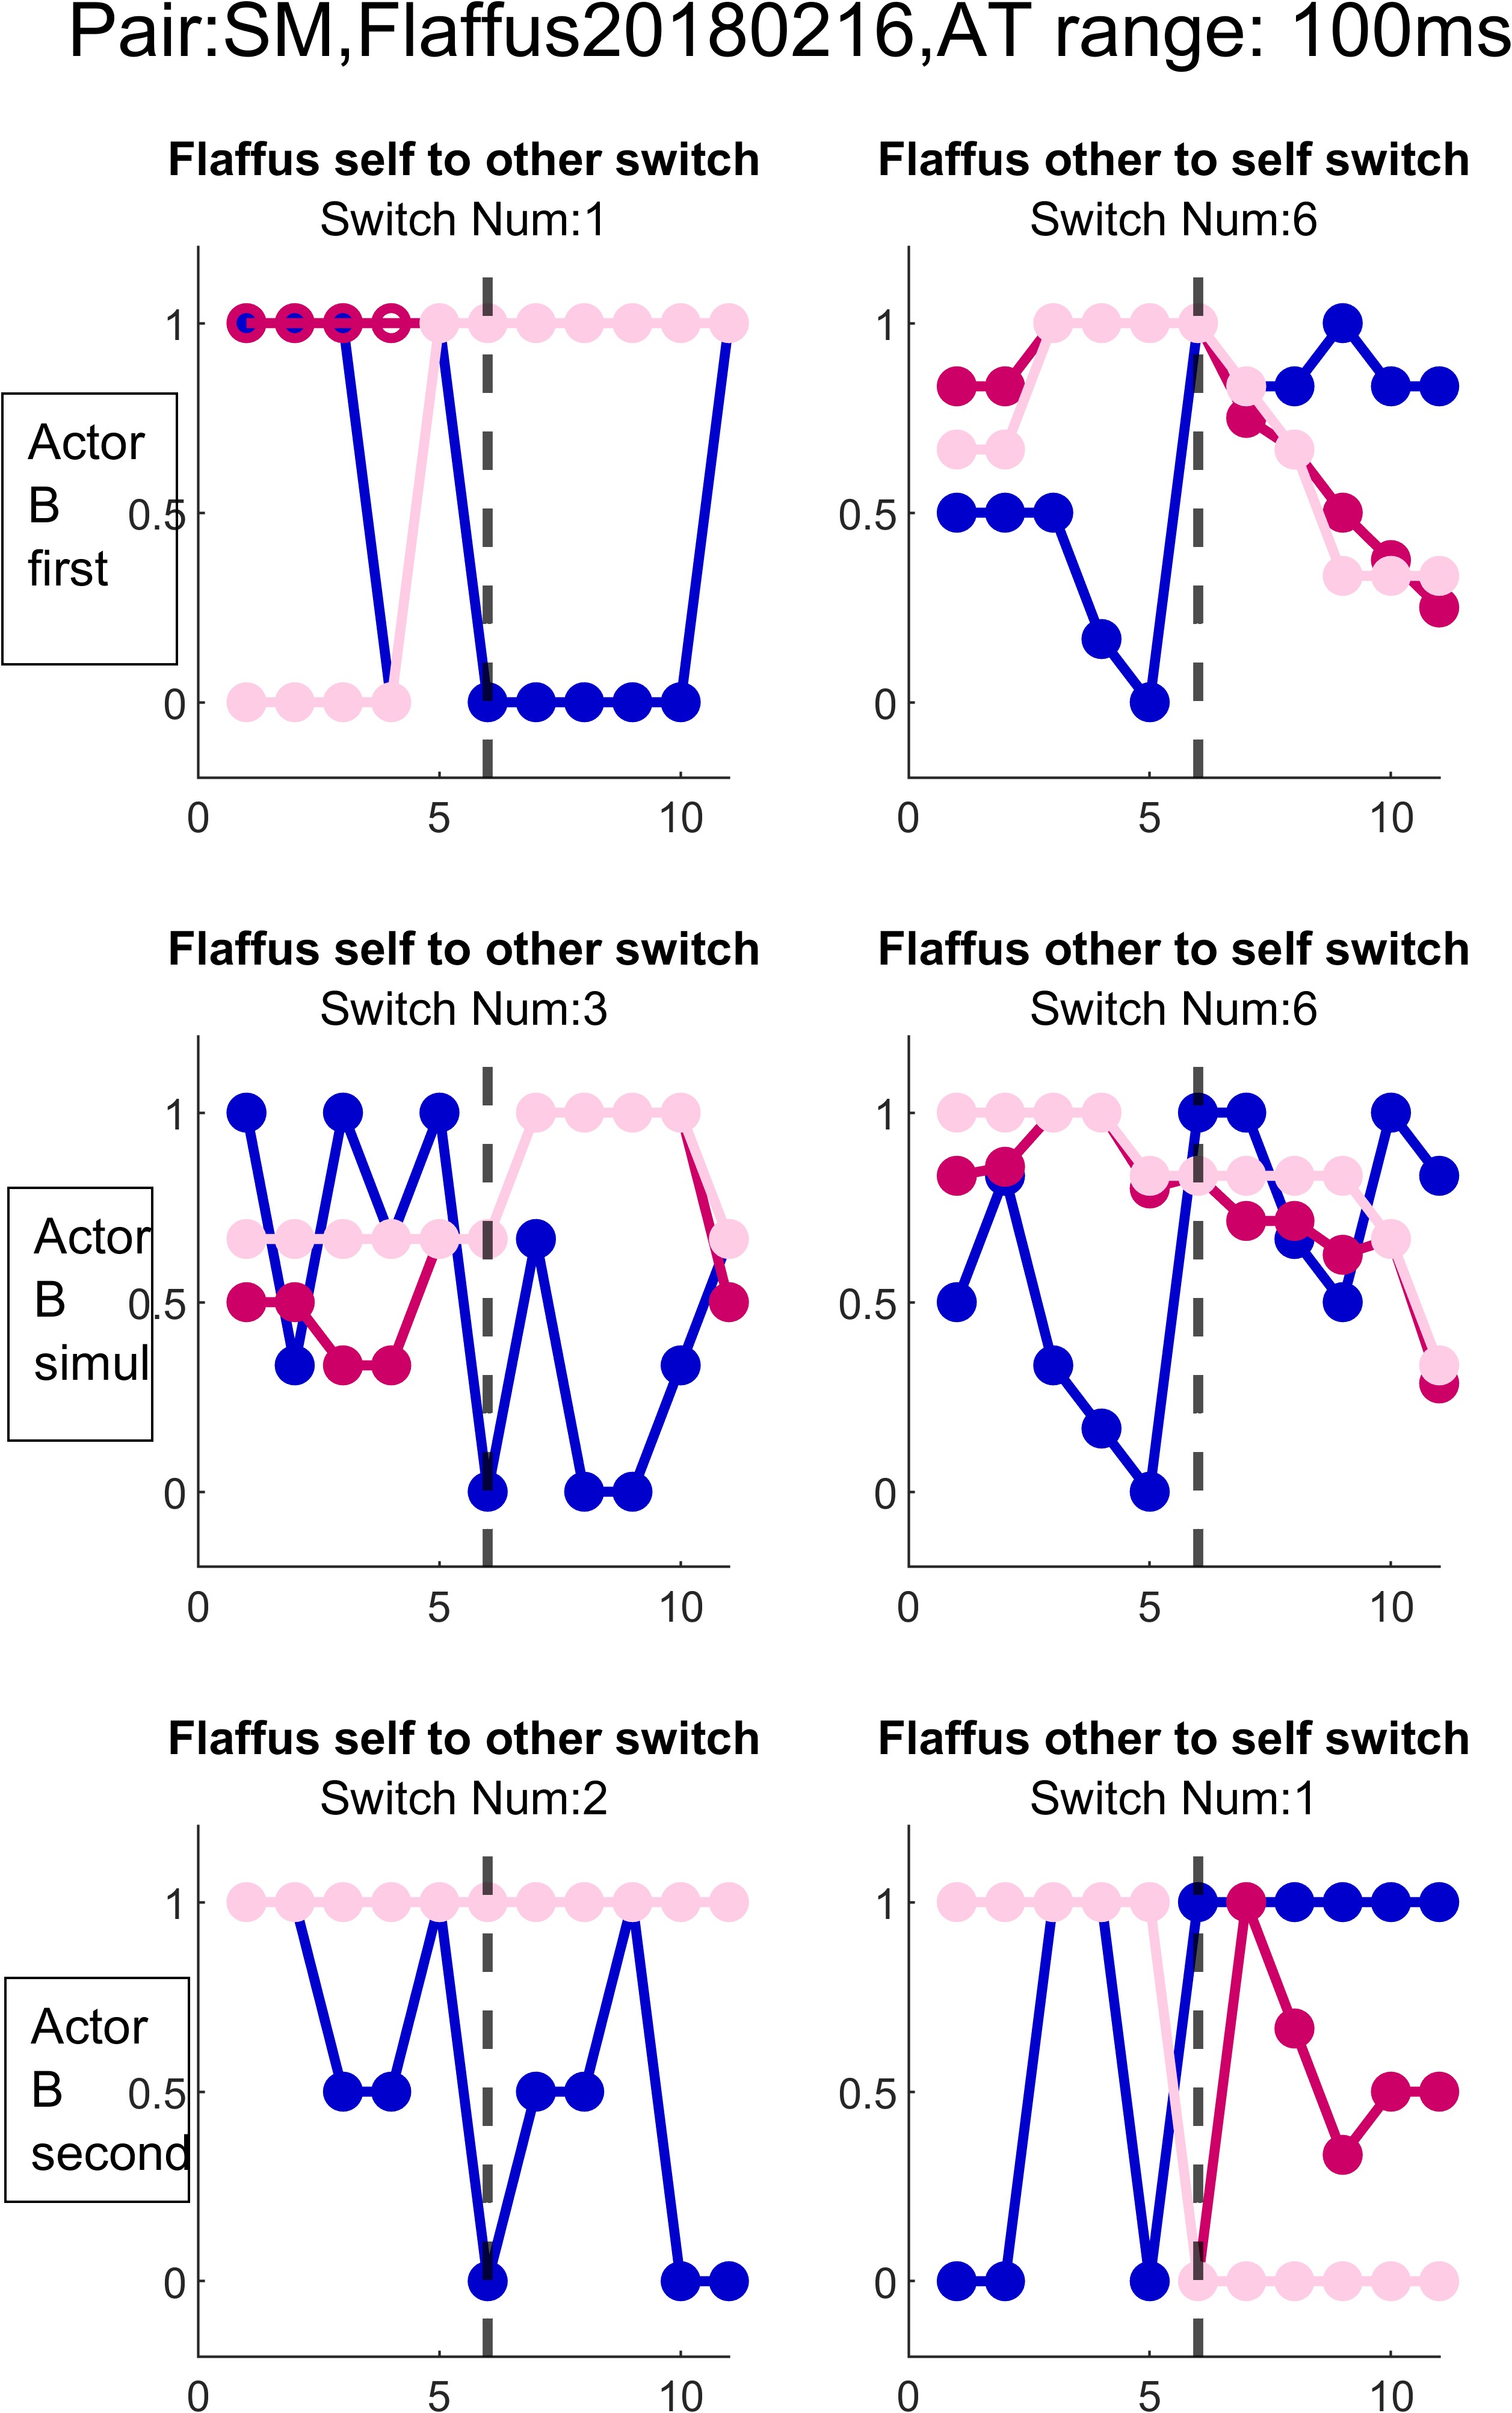 Pair:SM,Flaffus20180216,AT range: 100ms
Flaffus self to other switch
Switch Num:1
Flaffus other to self switch
Switch Num:6
Actor
B
first
1
0.5
0
0
5
10
1
0.5
0
0
5
10
Flaffus self to other switch
Switch Num:3
Flaffus other to self switch
Switch Num:6
Actor
B
simul
1
0.5
0
0
5
10
1
0.5
0
0
5
10
Flaffus self to other switch
Switch Num:2
Flaffus other to self switch
Switch Num:1
Actor
B
second
1
0.5
0
0
5
10
1
0.5
0
0
5
10